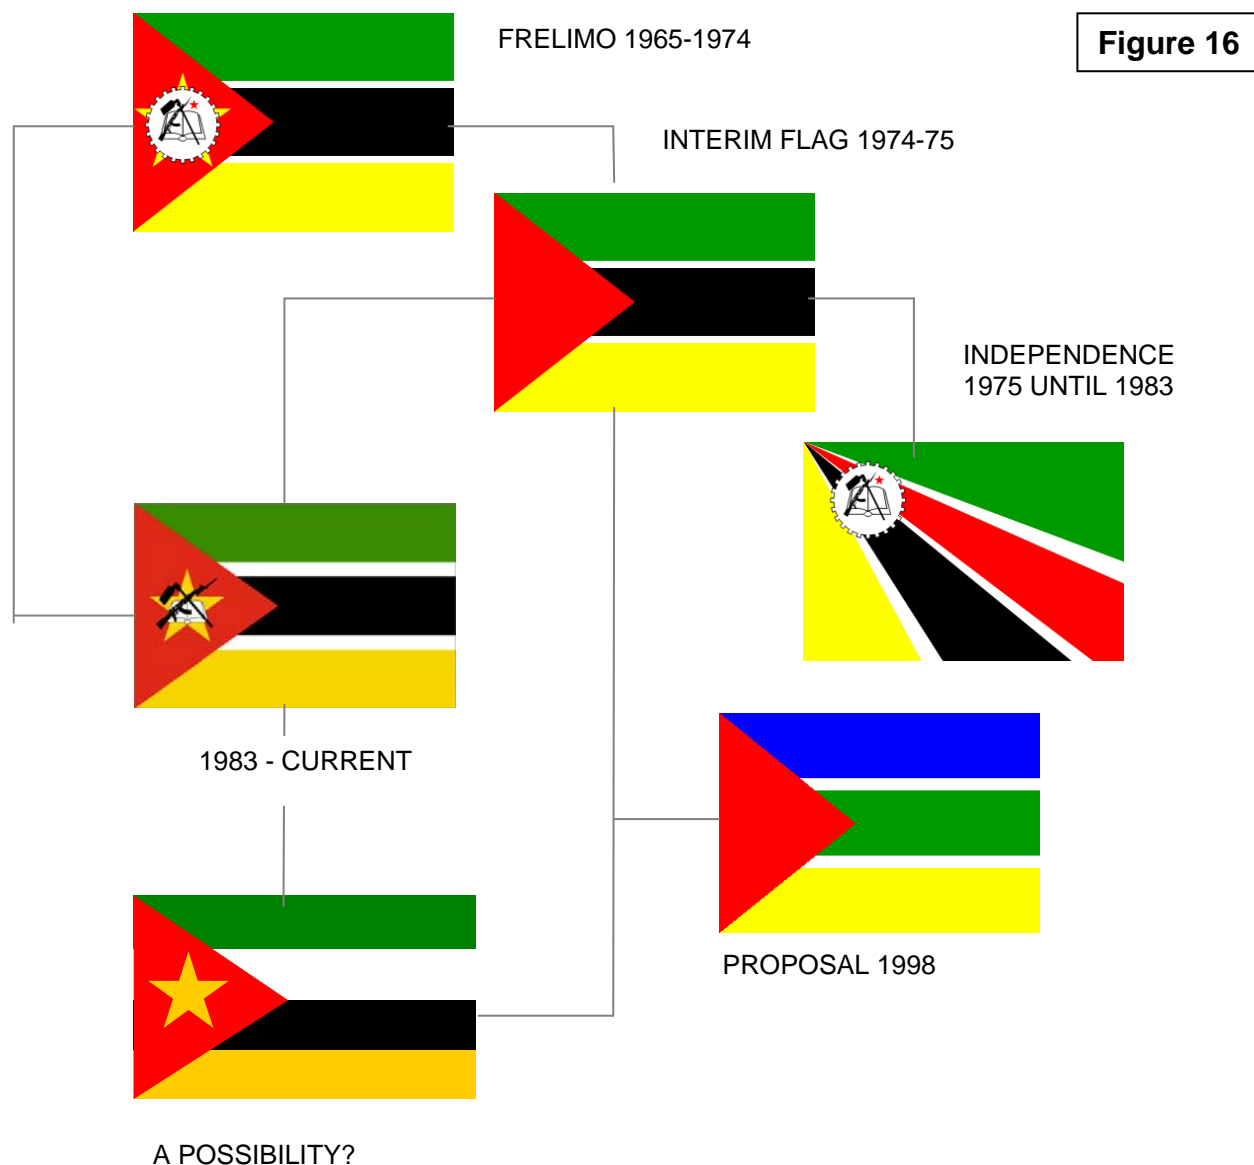 FRELIMO 1965-1974
Figure 16
INTERIM FLAG 1974-75
INDEPENDENCE
1975 UNTIL 1983
1983 - CURRENT
PROPOSAL 1998
A POSSIBILITY?